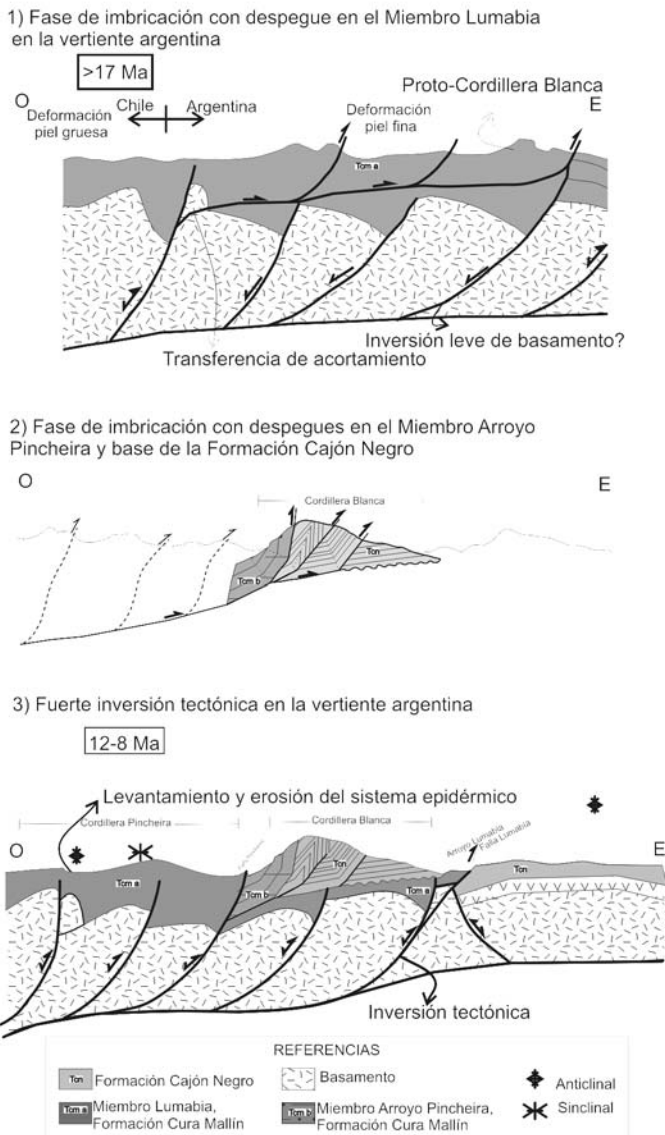 1) Fase de imbricación con despegue en el Miembro Lumabia
en la vertiente argentina
>17 Ma
Proto-Cordillera Blanca
O
Chile
Argentina
E
Deformación
piel gruesa
Deformación
piel fina
Tcm a
Inversión leve de basamento?
Transferencia de acortamiento
2) Fase de imbricación con despegues en el Miembro Arroyo
Pincheira y base de la Formación Cajón Negro
O
E
Cordillera Blanca
Tcn
Tcm b
3) Fuerte inversión tectónica en la vertiente argentina
12-8 Ma
Levantamiento y erosión del sistema epidérmico
Cordillera Pincheira
Cordillera Blanca
Arroyo Lumabia
Falla Lumabia
O
E
Tcn
Tcn
Tcm a
Tcm b
Tcm a
Inversión tectónica
REFERENCIAS
Tcn Formación Cajón Negro
Basamento
Anticlinal
Tcm a Miembro Lumabia,
Formación Cura Mallín
Tcm b Miembro Arroyo Pincheira,
Formación Cura Mallín
Sinclinal